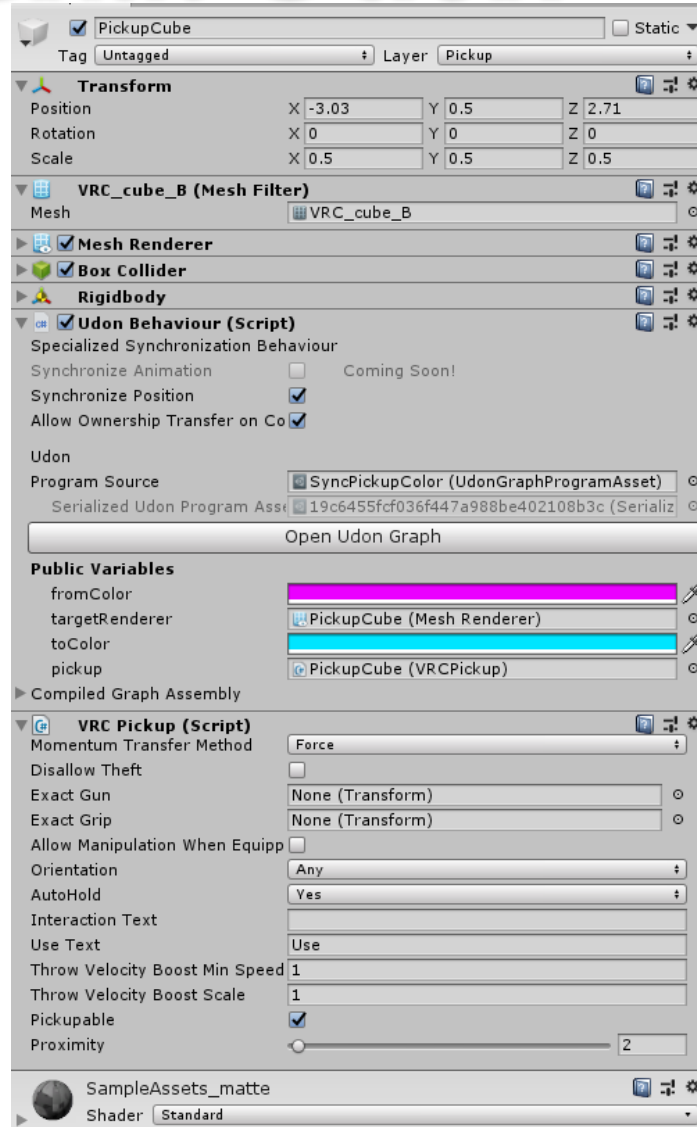 PickupCube Static
Tag Untagged Layer Pickup
Transform
Position X -3.03 Y 0.5 Z 2.71
Rotation X 0 Y 0 Z 0
Scale X 0.5 Y 0.5 Z 0.5
VRC_cube_B (Mesh Filter)
Mesh VRC_cube_B
Mesh Renderer
Box Collider
Rigidbody
Udon Behaviour (Script)
Specialized Synchronization Behaviour
Synchronize Animation Coming Soon!
Synchronize Position
Allow Ownership Transfer on Co
Udon
Program Source SyncPickupColor (UdonGraphProgramAsset)
Serialized Udon Program Asse 19c6455fcf036f447a988be402108b3c (Serializ
Open Udon Graph
Public Variables
fromColor
targetRenderer PickupCube (Mesh Renderer)
toColor
pickup PickupCube (VRCPickup)
Compiled Graph Assembly
VRC Pickup (Script)
Momentum Transfer Method Force
Disallow Theft
Exact Gun None (Transform)
Exact Grip None (Transform)
Allow Manipulation When Equipp
Orientation Any
AutoHold Yes
Interaction Text
Use Text Use
Throw Velocity Boost Min Speed 1
Throw Velocity Boost Scale 1
Pickupable
Proximity 2
SampleAssets_matte
Shader Standard